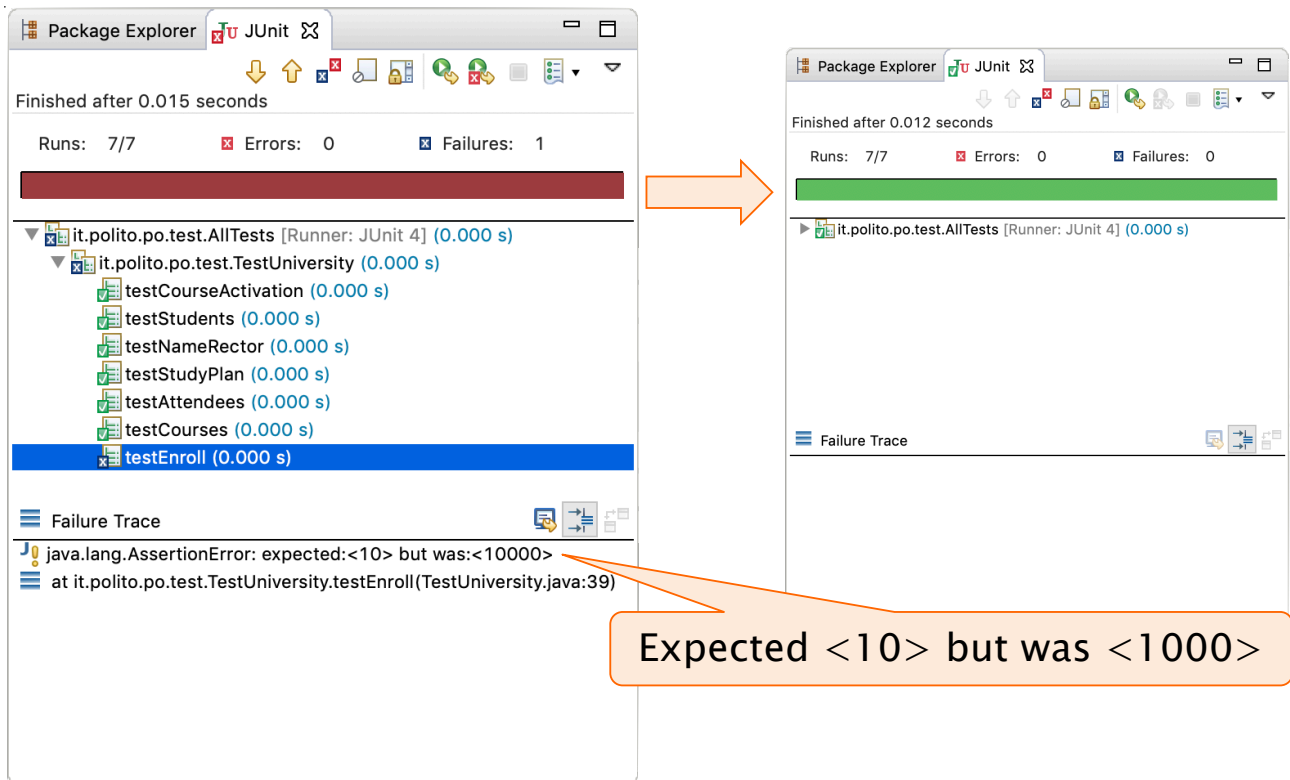 Package Explorer JUnit
Finished after 0.015 seconds
Runs: 7/7 Errors: 0 Failures: 1
it.polito.po.test.AllTests [Runner: JUnit 4] (0.000 s)
it.polito.po.test.TestUniversity (0.000 s)
testCourseActivation (0.000 s)
testStudents (0.000 s)
testNameRector (0.000 s)
testStudyPlan (0.000 s)
testAttendees (0.000 s)
testCourses (0.000 s)
testEnroll (0.000 s)
Failure Trace
java.lang.AssertionError: expected:<10> but was:<10000>
at it.polito.po.test.TestUniversity.testEnroll(TestUniversity.java:39)
Package Explorer JUnit
Finished after 0.012 seconds
Runs: 7/7 Errors: 0 Failures: 0
it.polito.po.test.AllTests [Runner: JUnit 4] (0.000 s)
Failure Trace
Expected <10> but was <1000>